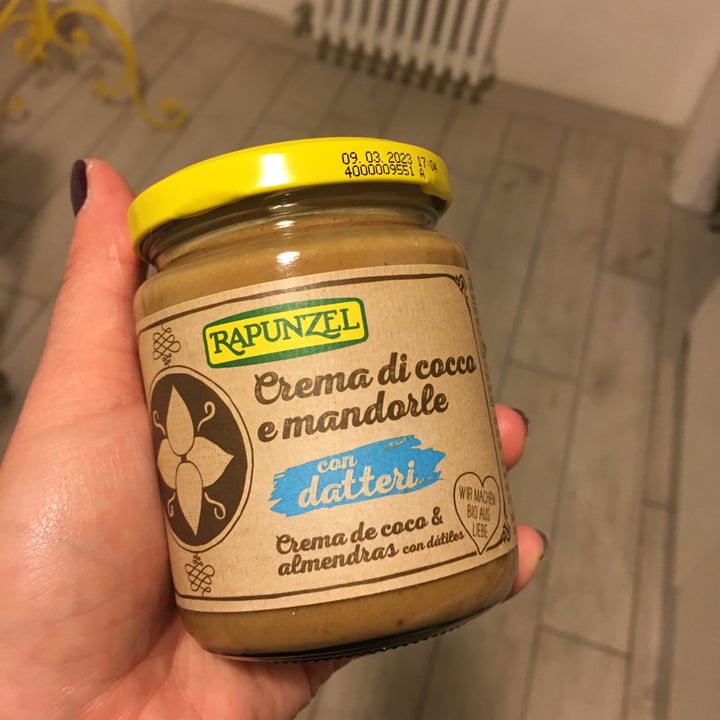 09. 03. 2023 17:04
4000009551 A
RAPUNZEL
Crema di cocco
e mandorle
con
datteri
Crema de coco &
almendras con dátiles
WIR MACHEN
BIO AUS
LIEBE